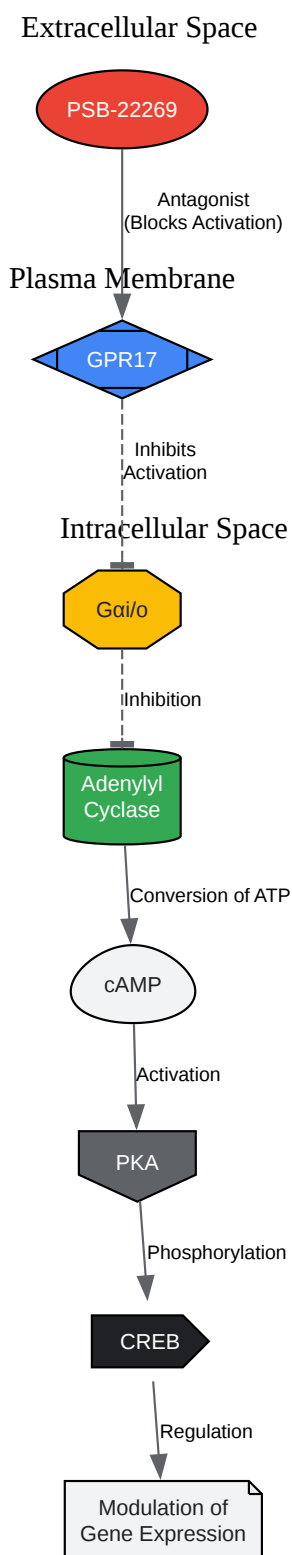 Extracellular Space
PSB-22269
Antagonist
(Blocks Activation)
Plasma Membrane
GPR17
Inhibits
Activation
Intracellular Space
Gαi/o
Inhibition
Adenylyl
Cyclase
Conversion of ATP
cAMP
Activation
PKA
Phosphorylation
CREB
Regulation
Modulation of
Gene Expression